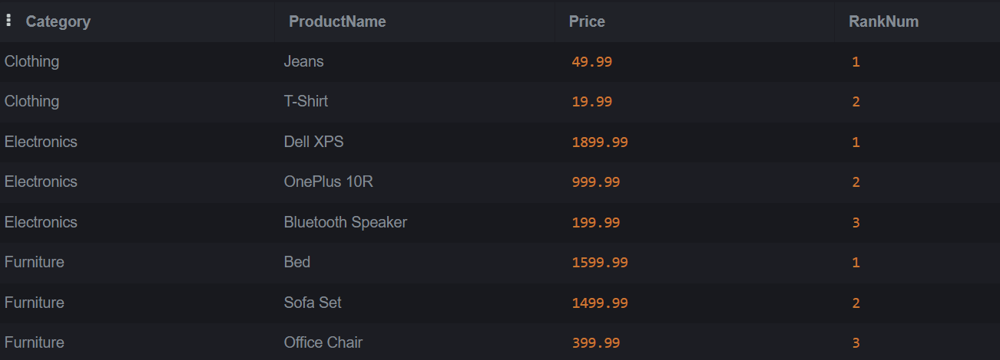 Category ProductName Price RankNum
Clothing Jeans 49.99 1
Clothing T-Shirt 19.99 2
Electronics Dell XPS 1899.99 1
Electronics OnePlus 10R 999.99 2
Electronics Bluetooth Speaker 199.99 3
Furniture Bed 1599.99 1
Furniture Sofa Set 1499.99 2
Furniture Office Chair 399.99 3